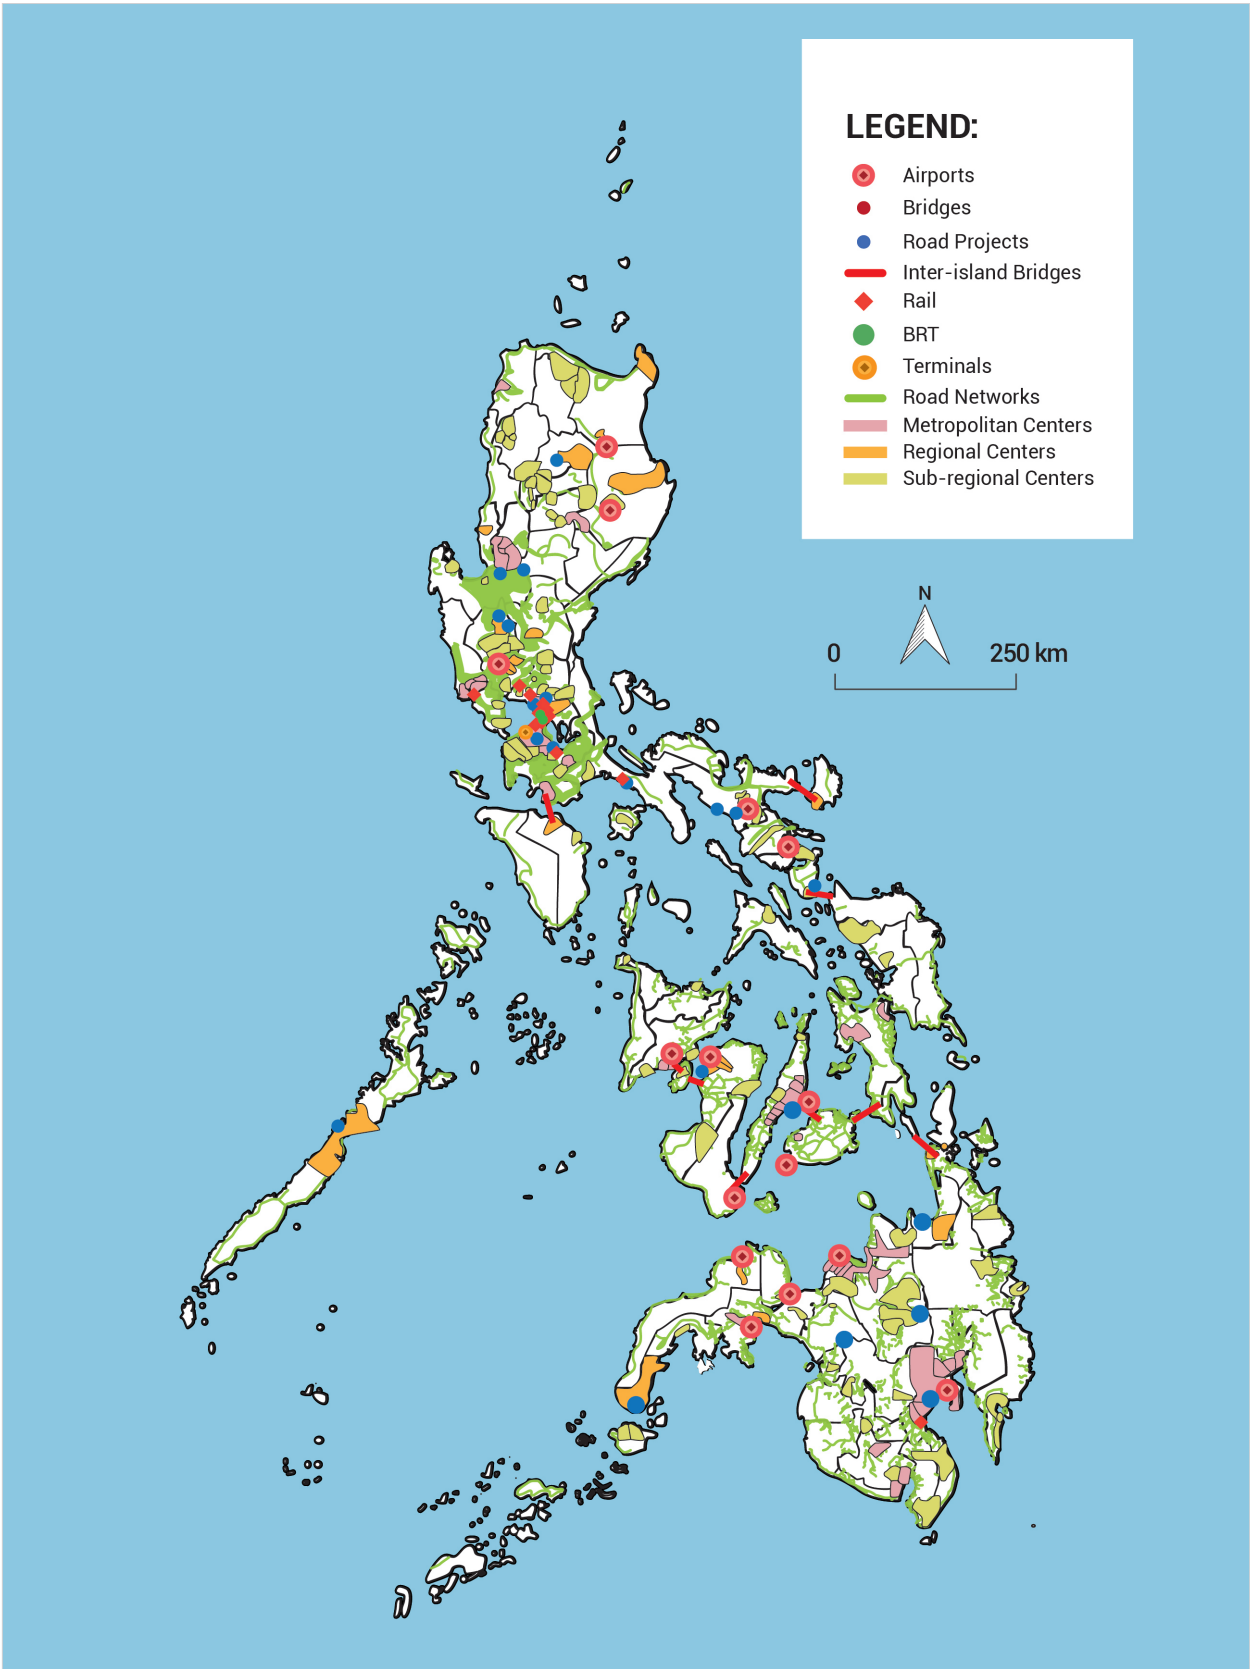 LEGEND:
Airports
Bridges
Road Projects
Inter-island Bridges
Rail
BRT
Terminals
Road Networks
Metropolitan Centers
Regional Centers
Sub-regional Centers
N
0 250 km